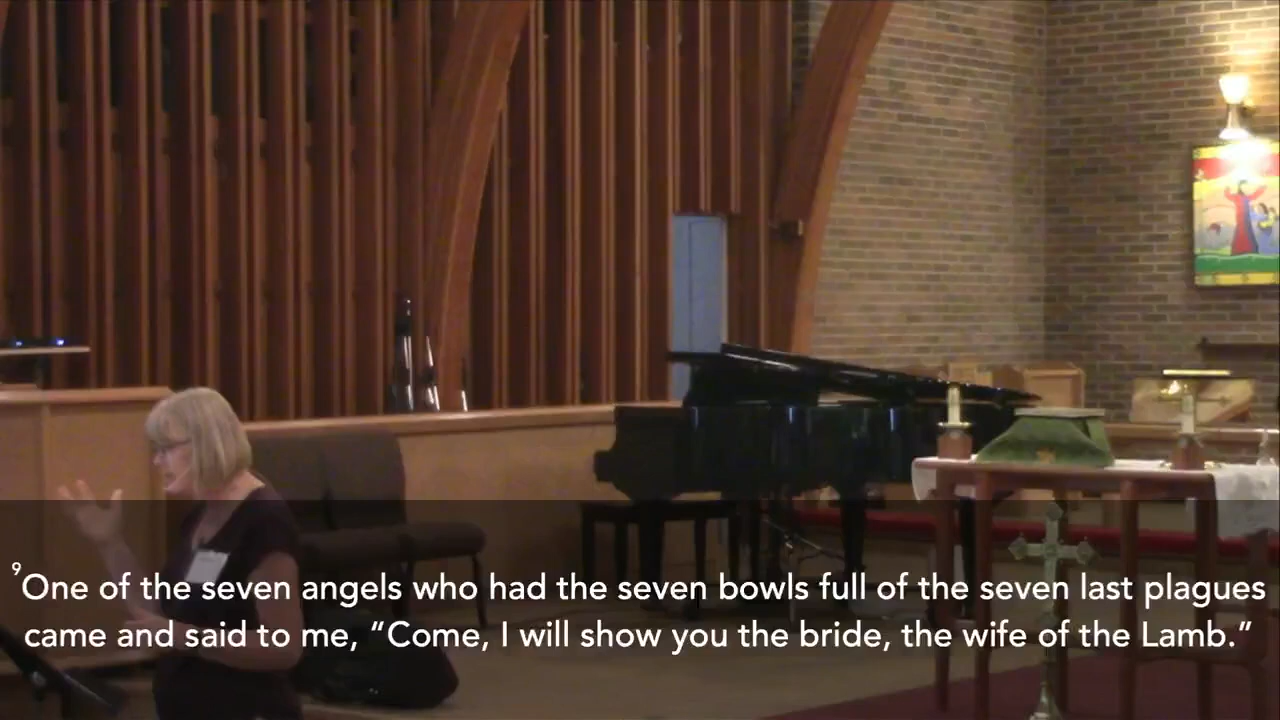 ⁹One of the seven angels who had the seven bowls full of the seven last plagues
came and said to me, “Come, I will show you the bride, the wife of the Lamb.”